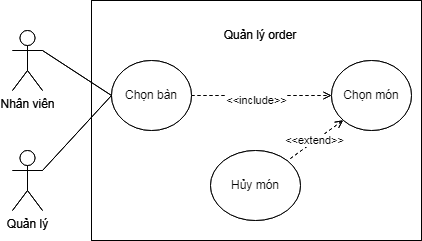 Quản lý order
Nhân viên
Chọn bàn
<<include>>
Chọn món
<<extend>>
Hủy món
Quản lý